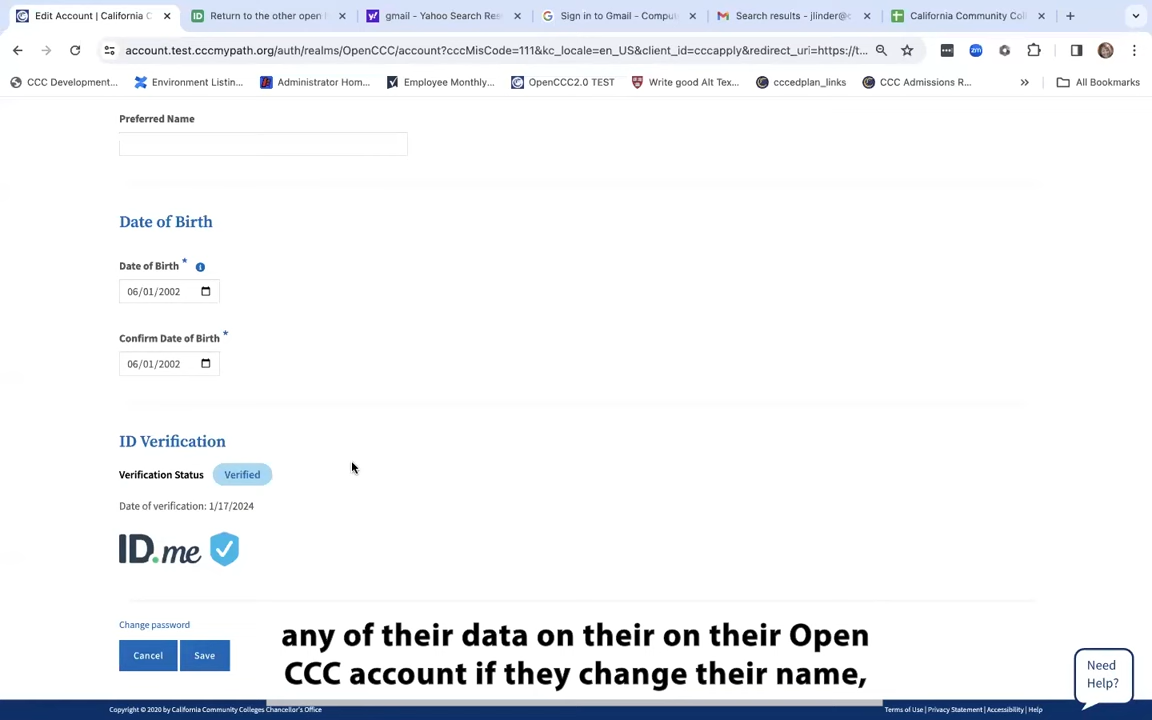 Edit Account | California C
Return to the other open
gmail - Yahoo Search Res
Sign in to Gmail - Compu
Search results - jlinder@c
California Community Coll
account.test.cccmypath.org/auth/realms/OpenCCC/account?cccMisCode=111&kc_locale=en_US&client_id=cccapply&redirect_uri=https://t...
CCC Development...
Environment Listin...
Administrator Hom...
Employee Monthly...
OpenCCC2.0 TEST
Write good Alt Tex...
cccedplan_links
CCC Admissions R...
All Bookmarks
Preferred Name
Date of Birth
Date of Birth *
06/01/2002
Confirm Date of Birth *
06/01/2002
ID Verification
Verification Status Verified
Date of verification: 1/17/2024
ID.me
Change password
Cancel Save
any of their data on their on their Open
CCC account if they change their name,
Need
Help?
Copyright © 2020 by California Community Colleges Chancellor's Office
Terms of Use | Privacy Statement | Accessibility | Help